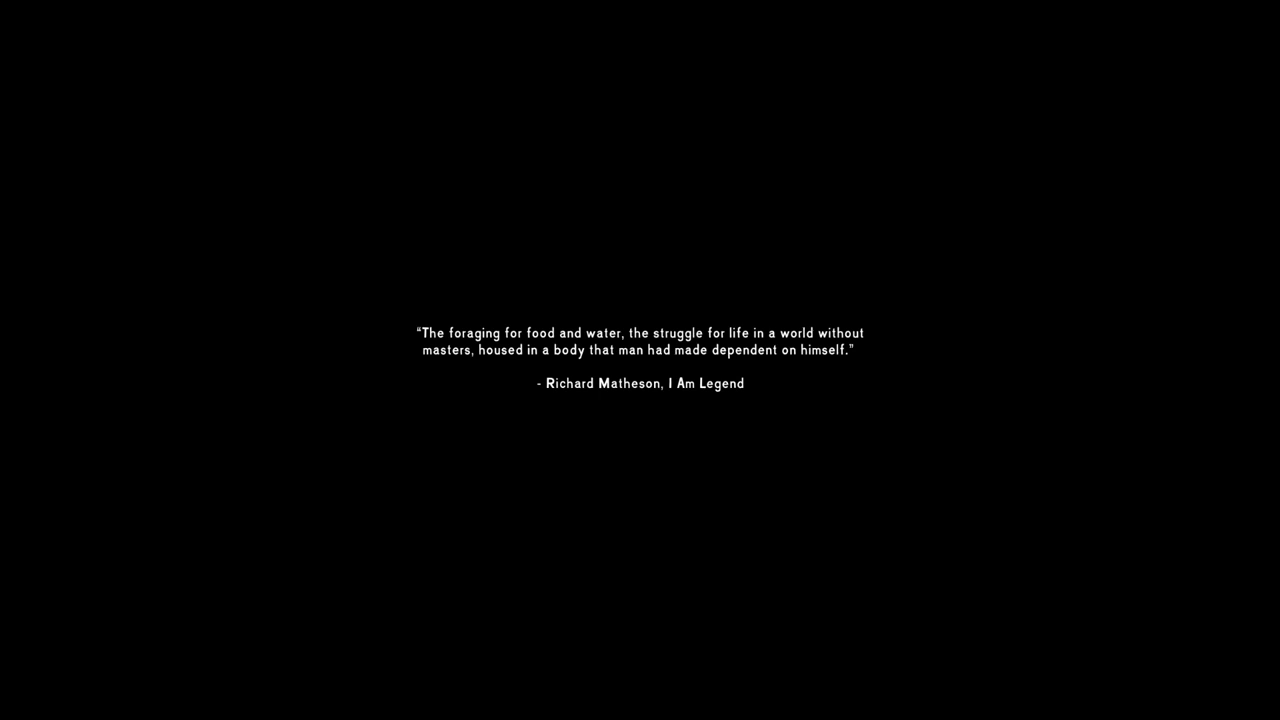 “The foraging for food and water, the struggle for life in a world without
masters, housed in a body that man had made dependent on himself.”
- Richard Matheson, I Am Legend